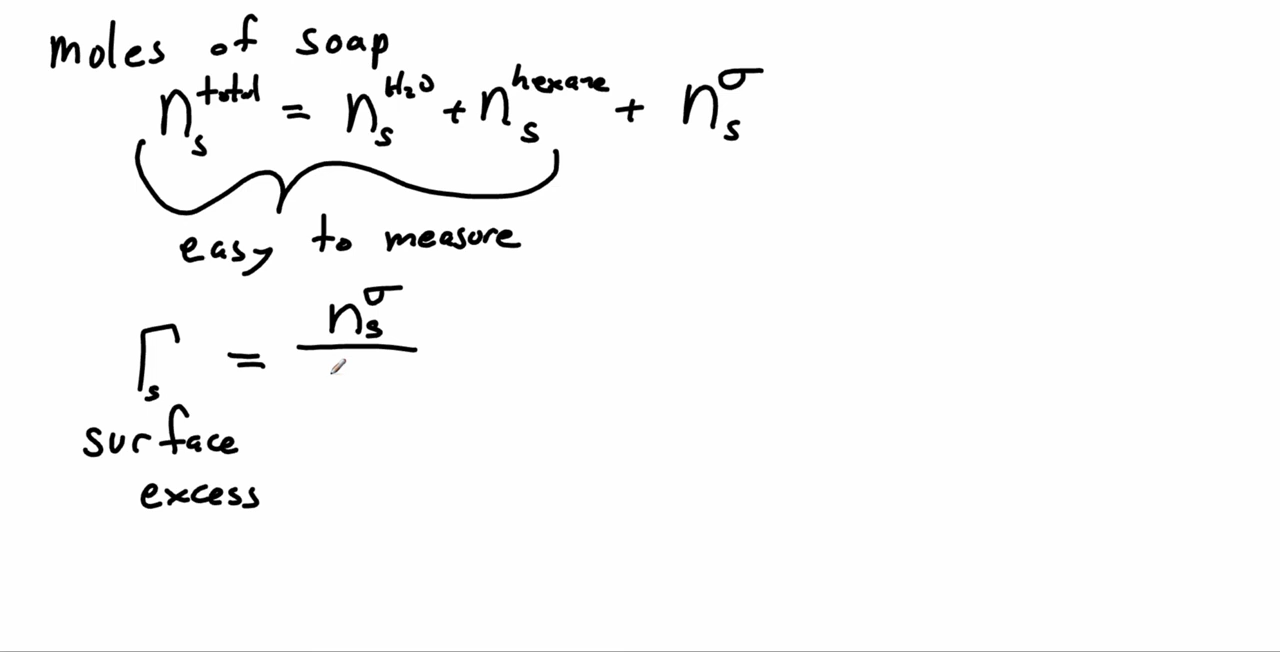 moles of soap
n_s^total = n_s^H₂O + n_s^hexane + n_s^σ
easy to measure
Γ_s = n_s^σ / 
surface
excess